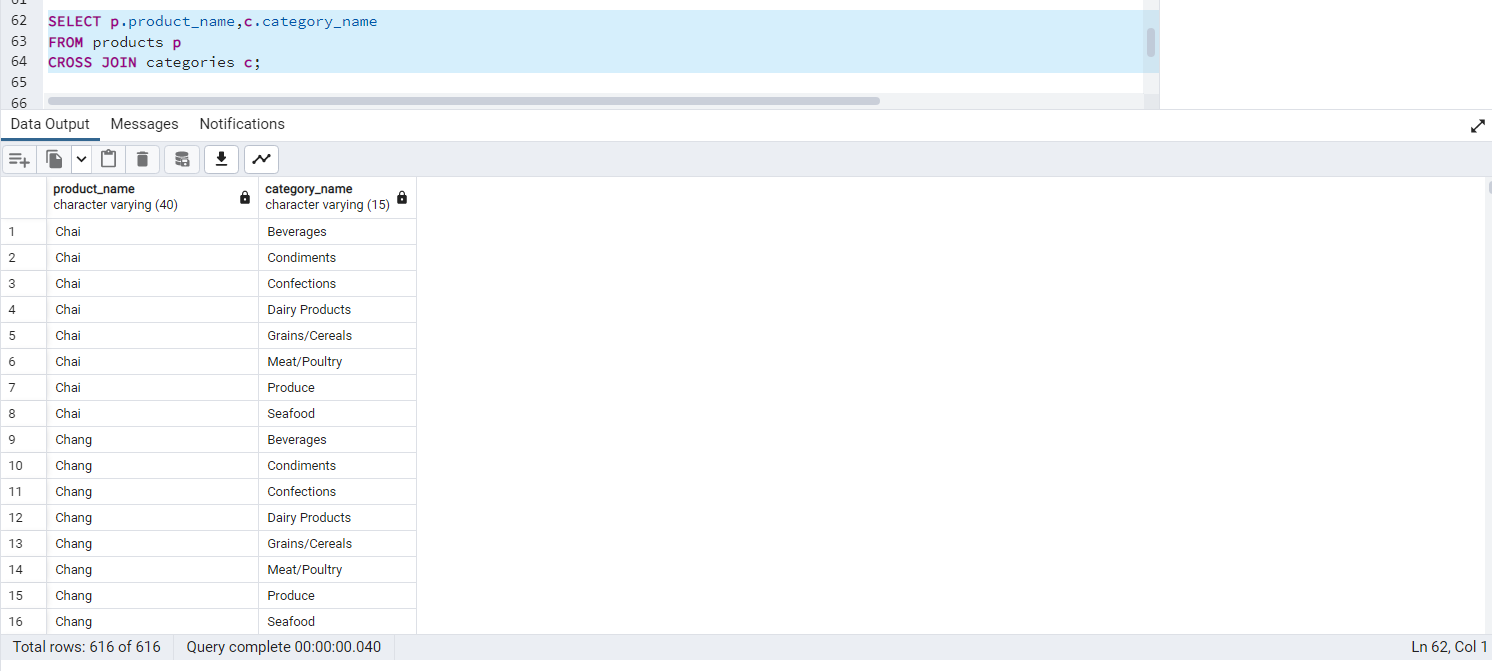 61
62 SELECT p.product_name,c.category_name
63 FROM products p
64 CROSS JOIN categories c;
65
66
Data Output Messages Notifications
product_name category_name
character varying (40) character varying (15)
1 Chai Beverages
2 Chai Condiments
3 Chai Confections
4 Chai Dairy Products
5 Chai Grains/Cereals
6 Chai Meat/Poultry
7 Chai Produce
8 Chai Seafood
9 Chang Beverages
10 Chang Condiments
11 Chang Confections
12 Chang Dairy Products
13 Chang Grains/Cereals
14 Chang Meat/Poultry
15 Chang Produce
16 Chang Seafood
Total rows: 616 of 616 Query complete 00:00:00.040 Ln 62, Col 1